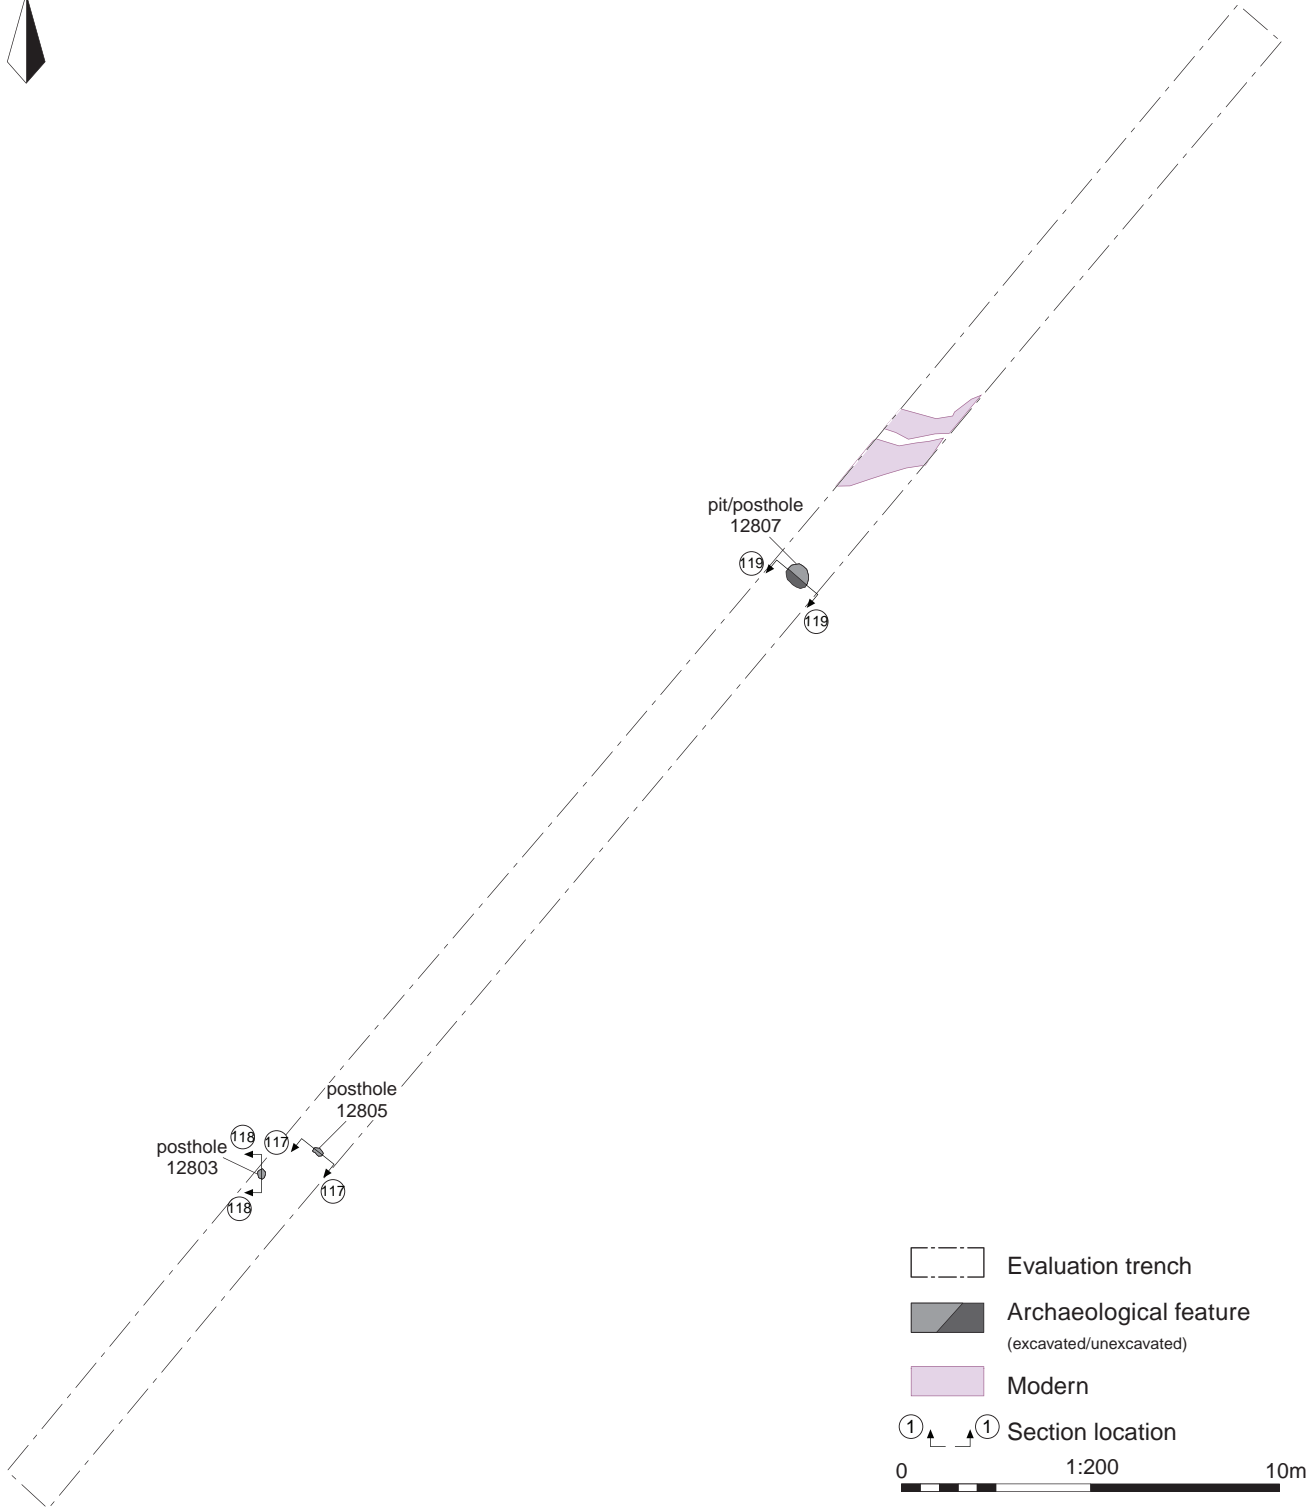 pit/posthole
12807
119
119
posthole
12805
posthole
12803
118
117
118
117
Evaluation trench
Archaeological feature
(excavated/unexcavated)
Modern
1 1 Section location
0 1:200 10m